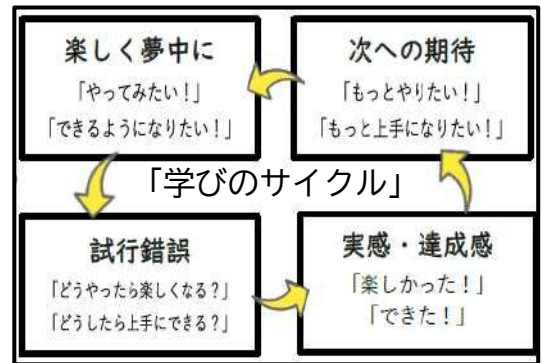 楽しく夢中に
「やってみたい！」
「できるようになりたい！」
次への期待
「もっとやりたい！」
「もっと上手になりたい！」
「学びのサイクル」
試行錯誤
「どうやったら楽しくなる？」
「どうしたら上手にできる？」
実感・達成感
「楽しかった！」
「できた！」